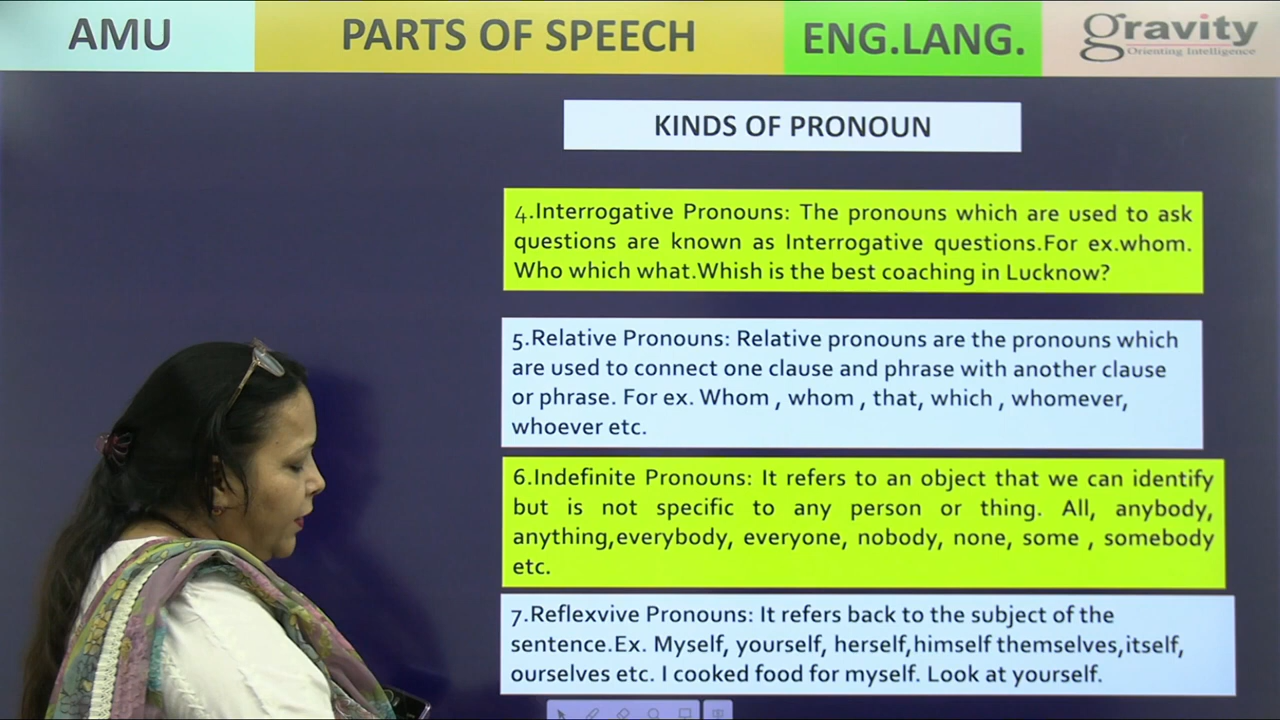 AMU
PARTS OF SPEECH
ENG.LANG.
gravity
Orienting Intelligence
KINDS OF PRONOUN
4.Interrogative Pronouns: The pronouns which are used to ask
questions are known as Interrogative questions.For ex.whom.
Who which what.Whish is the best coaching in Lucknow?
5.Relative Pronouns: Relative pronouns are the pronouns which
are used to connect one clause and phrase with another clause
or phrase. For ex. Whom , whom , that, which , whomever,
whoever etc.
6.Indefinite Pronouns: It refers to an object that we can identify
but is not specific to any person or thing. All, anybody,
anything,everybody, everyone, nobody, none, some , somebody
etc.
7.Reflexvive Pronouns: It refers back to the subject of the
sentence.Ex. Myself, yourself, herself,himself themselves,itself,
ourselves etc. I cooked food for myself. Look at yourself.